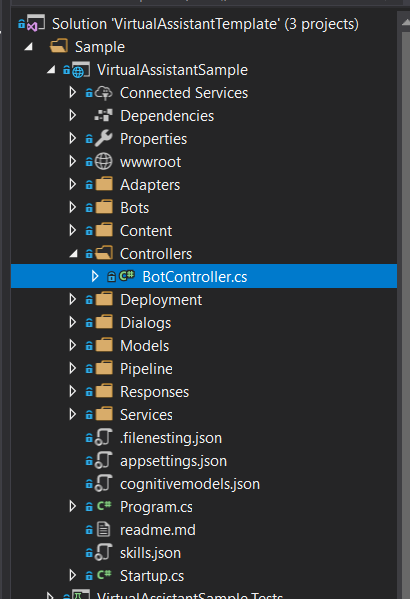 Solution 'VirtualAssistantTemplate' (3 projects)
Sample
VirtualAssistantSample
Connected Services
Dependencies
Properties
wwwroot
Adapters
Bots
Content
Controllers
C# BotController.cs
Deployment
Dialogs
Models
Pipeline
Responses
Services
.filenesting.json
appsettings.json
cognitivemodels.json
C# Program.cs
readme.md
skills.json
C# Startup.cs
VirtualAssistantSample.Tests